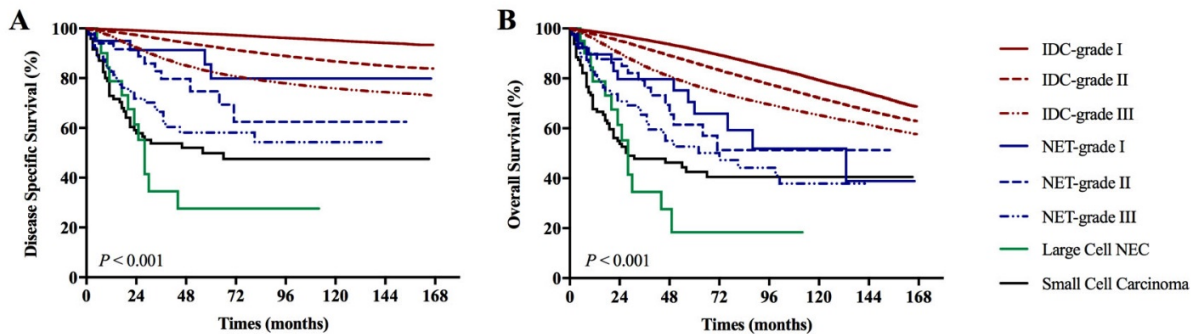 A
Disease Specific Survival (%)
100
80
60
40
20
0
P < 0.001
0 24 48 72 96 120 144 168
Times (months)
B
Overall Survival (%)
100
80
60
40
20
0
P < 0.001
0 24 48 72 96 120 144 168
Times (months)
IDC-grade I
IDC-grade II
IDC-grade III
NET-grade I
NET-grade II
NET-grade III
Large Cell NEC
Small Cell Carcinoma